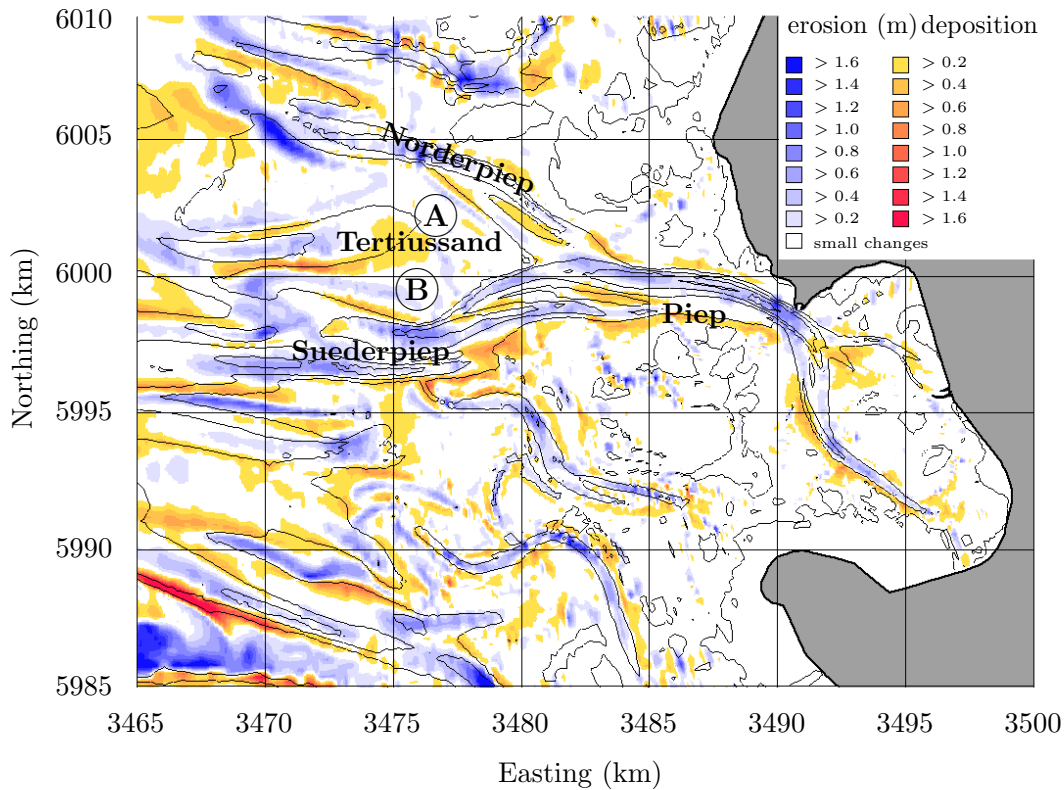 6010
erosion (m) deposition
> 1.6 > 0.2
> 1.4 > 0.4
> 1.2 > 0.6
> 1.0 > 0.8
> 0.8 > 1.0
> 0.6 > 1.2
> 0.4 > 1.4
> 0.2 > 1.6
small changes
6005
Norderpiep
A
Tertiussand
6000
B
Piep
Suederpiep
5995
5990
5985
Northing (km)
3465 3470 3475 3480 3485 3490 3495 3500
Easting (km)